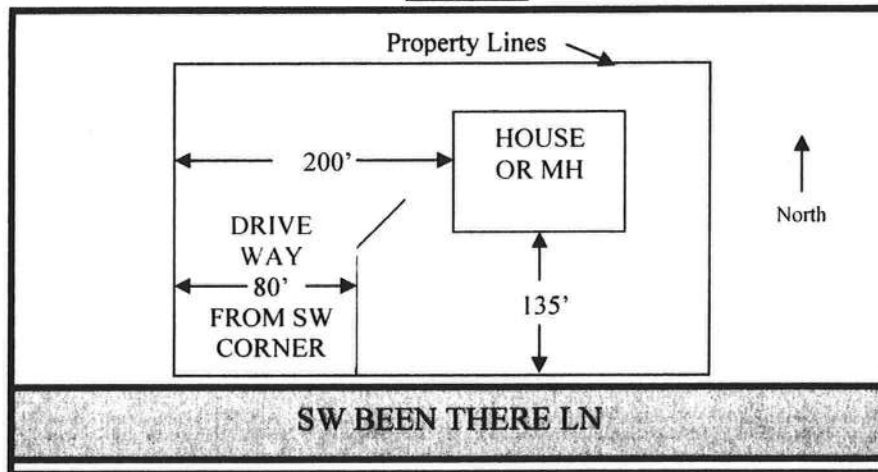 Property Lines
HOUSE
OR MH
200’
North
DRIVE
WAY
80’
FROM SW
CORNER
135’
SW BEEN THERE LN